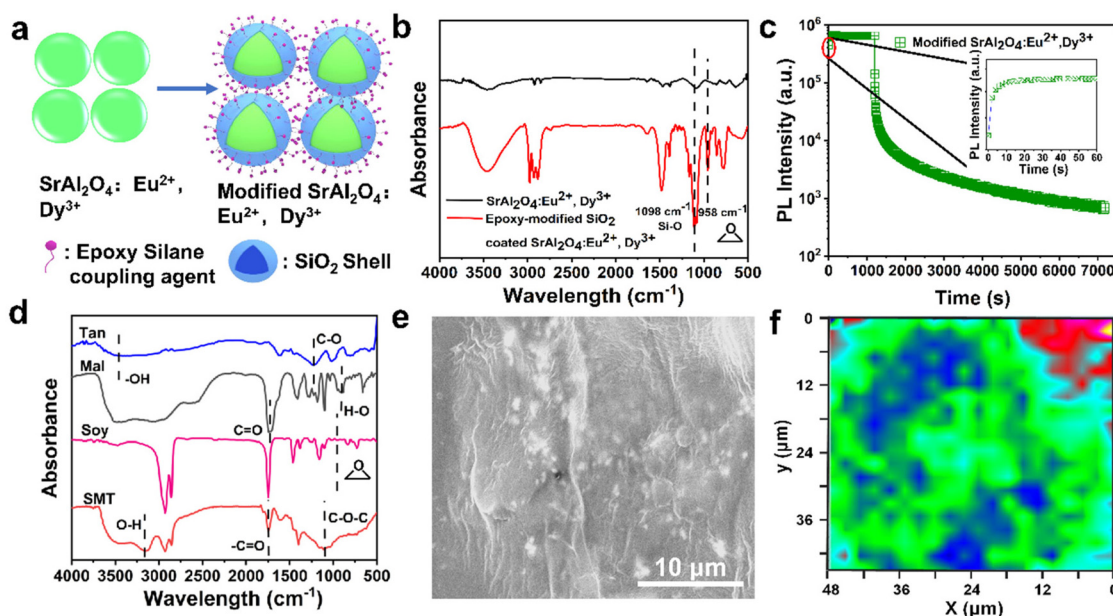 a
SrAl₂O₄: Eu²⁺,
Dy³⁺
Modified SrAl₂O₄:
Eu²⁺, Dy³⁺
: Epoxy Silane
coupling agent
: SiO₂ Shell
b
Absorbance
SrAl₂O₄:Eu²⁺, Dy³⁺
Epoxy-modified SiO₂
coated SrAl₂O₄:Eu²⁺, Dy³⁺
1098 cm⁻¹
Si-O
958 cm⁻¹
O
4000 3500 3000 2500 2000 1500 1000 500
Wavelength (cm⁻¹)
c
PL Intensity (a.u.)
10⁶
10⁵
10⁴
10³
10²
Modified SrAl₂O₄:Eu²⁺,Dy³⁺
PL Intensity (a.u.)
0 10 20 30 40 50 60
Time (s)
0 1000 2000 3000 4000 5000 6000 7000
Time (s)
d
Absorbance
Tan
-OH
C-O
Mal
C=O
H-O
Soy
O
SMT
O-H
-C=O
C-O-C
4000 3500 3000 2500 2000 1500 1000 500
Wavelength (cm⁻¹)
e
10 μm
f
y (μm)
0
12
24
36
48 36 24 12 0
X (μm)